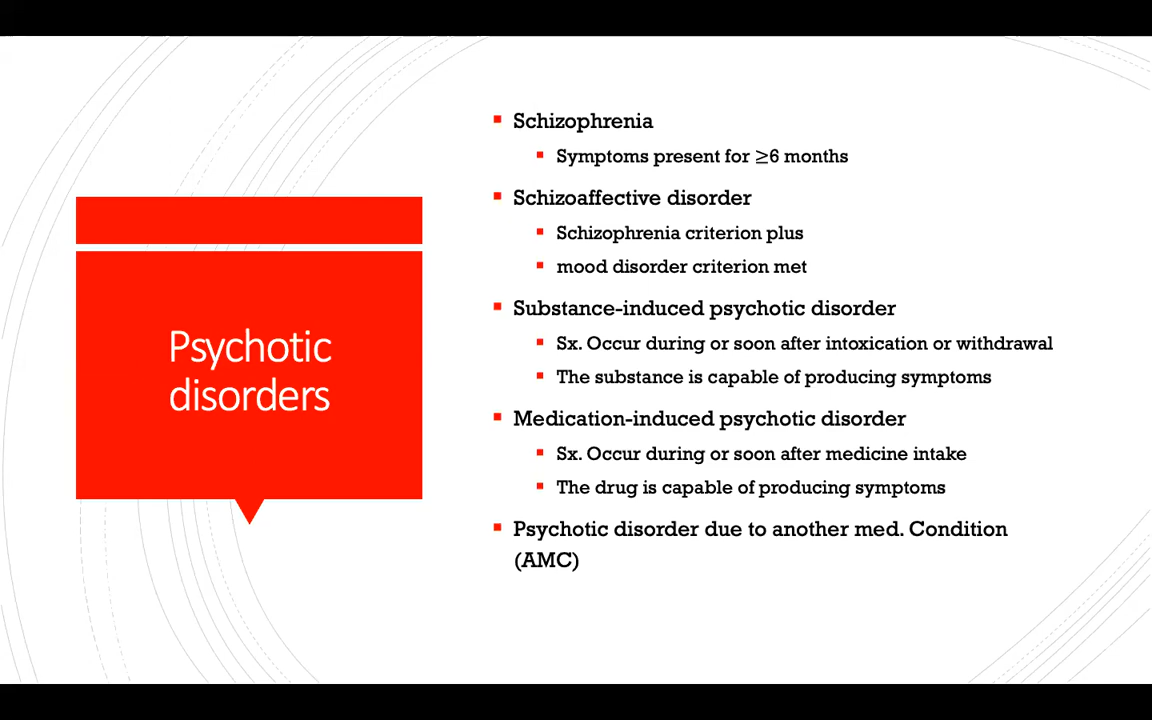 Psychotic
disorders
Schizophrenia
Symptoms present for ≥6 months
Schizoaffective disorder
Schizophrenia criterion plus
mood disorder criterion met
Substance-induced psychotic disorder
Sx. Occur during or soon after intoxication or withdrawal
The substance is capable of producing symptoms
Medication-induced psychotic disorder
Sx. Occur during or soon after medicine intake
The drug is capable of producing symptoms
Psychotic disorder due to another med. Condition
(AMC)